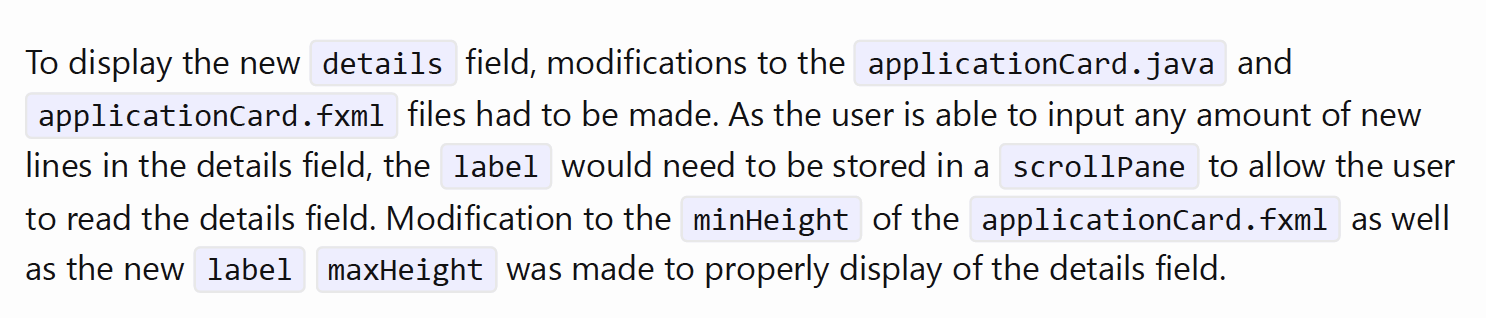 To display the new details field, modifications to the applicationCard.java and
applicationCard.fxml files had to be made. As the user is able to input any amount of new
lines in the details field, the label would need to be stored in a scrollPane to allow the user
to read the details field. Modification to the minHeight of the applicationCard.fxml as well
as the new label maxHeight was made to properly display of the details field.